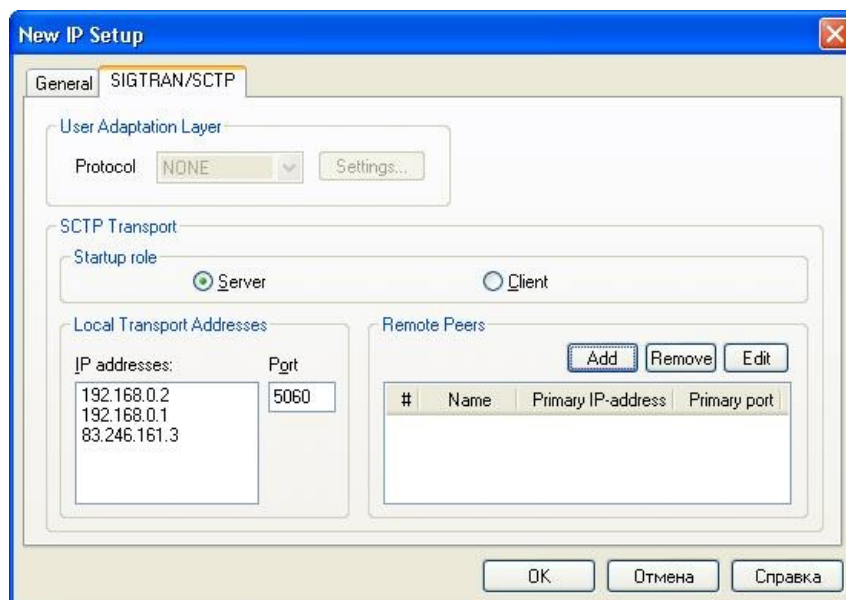 New IP Setup
General SIGTRAN/SCTP
User Adaptation Layer
Protocol NONE Settings...
SCTP Transport
Startup role
Server Client
Local Transport Addresses Remote Peers
Add Remove Edit
IP addresses: Port
192.168.0.2 5060
192.168.0.1
83.246.161.3
# Name Primary IP-address Primary port
OK Отмена Справка